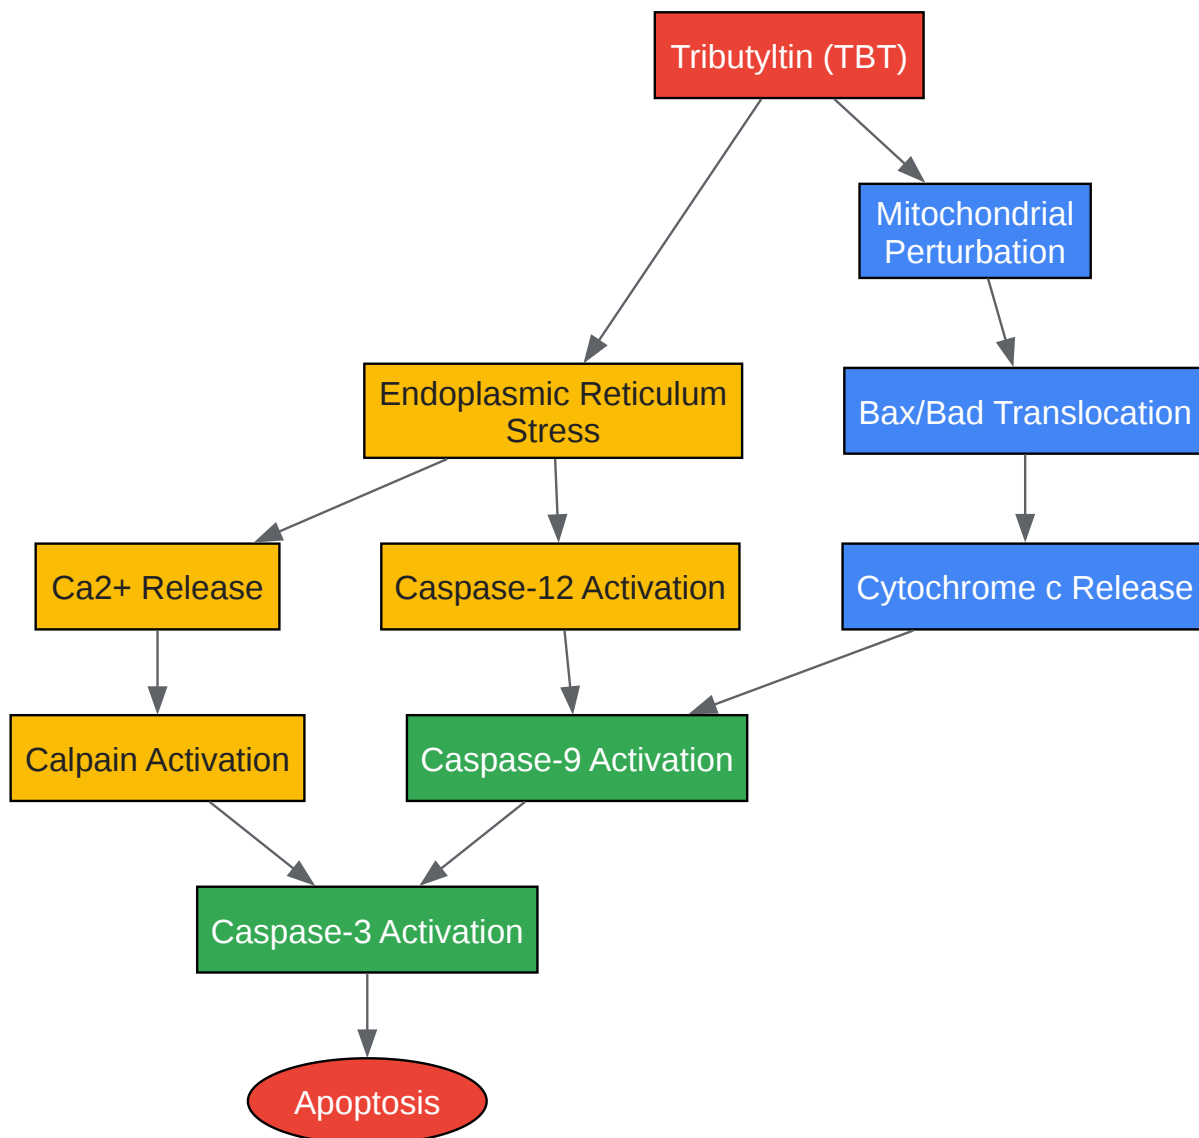 Tributyltin (TBT)
Mitochondrial
Perturbation
Endoplasmic Reticulum
Stress
Bax/Bad Translocation
Ca2+ Release
Caspase-12 Activation
Cytochrome c Release
Calpain Activation
Caspase-9 Activation
Caspase-3 Activation
Apoptosis